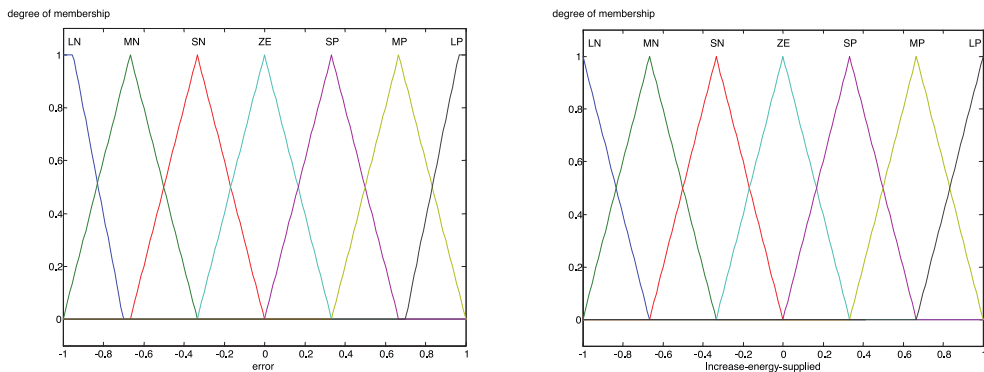 degree of membership
LN MN SN ZE SP MP LP
1
0.8
0.6
0.4
0.2
0
-1 -0.8 -0.6 -0.4 -0.2 0 0.2 0.4 0.6 0.8 1
error
degree of membership
LN MN SN ZE SP MP LP
1
0.8
0.6
0.4
0.2
0
-1 -0.8 -0.6 -0.4 -0.2 0 0.2 0.4 0.6 0.8 1
Increase-energy-supplied